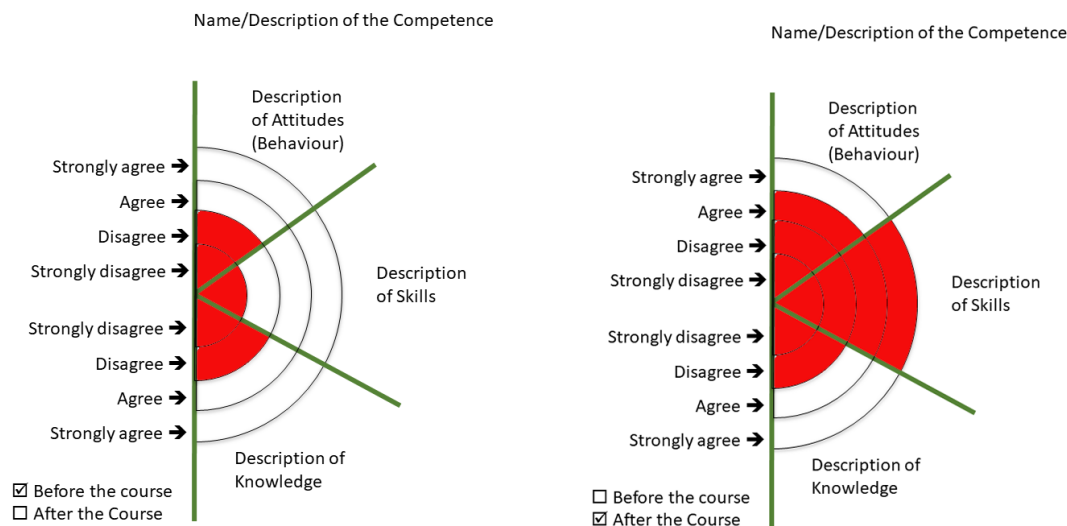 Name/Description of the Competence
Description
of Attitudes
(Behaviour)
Strongly agree ➔
Agree ➔
Disagree ➔
Strongly disagree ➔
Description
of Skills
Strongly disagree ➔
Disagree ➔
Agree ➔
Strongly agree ➔
Description of
Knowledge
☑ Before the course
☐ After the Course
Name/Description of the Competence
Description
of Attitudes
(Behaviour)
Strongly agree ➔
Agree ➔
Disagree ➔
Strongly disagree ➔
Description
of Skills
Strongly disagree ➔
Disagree ➔
Agree ➔
Strongly agree ➔
Description of
Knowledge
☐ Before the course
☑ After the Course